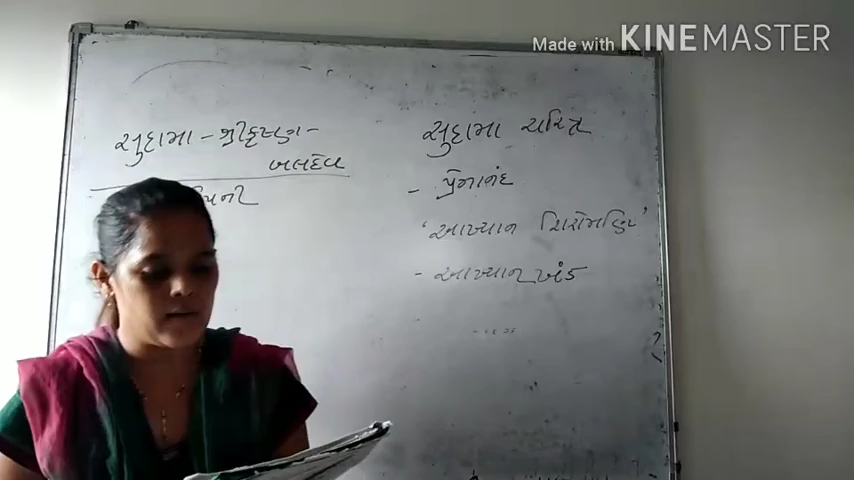 Made with KINEMASTER
સુદામા - શ્રીકૃષ્ણ -
બલદેવ
સુદામા ચરિત
- પ્રેમાનંદ
'આખ્યાન શિરોમણિ'
- આખ્યાન ખંડ